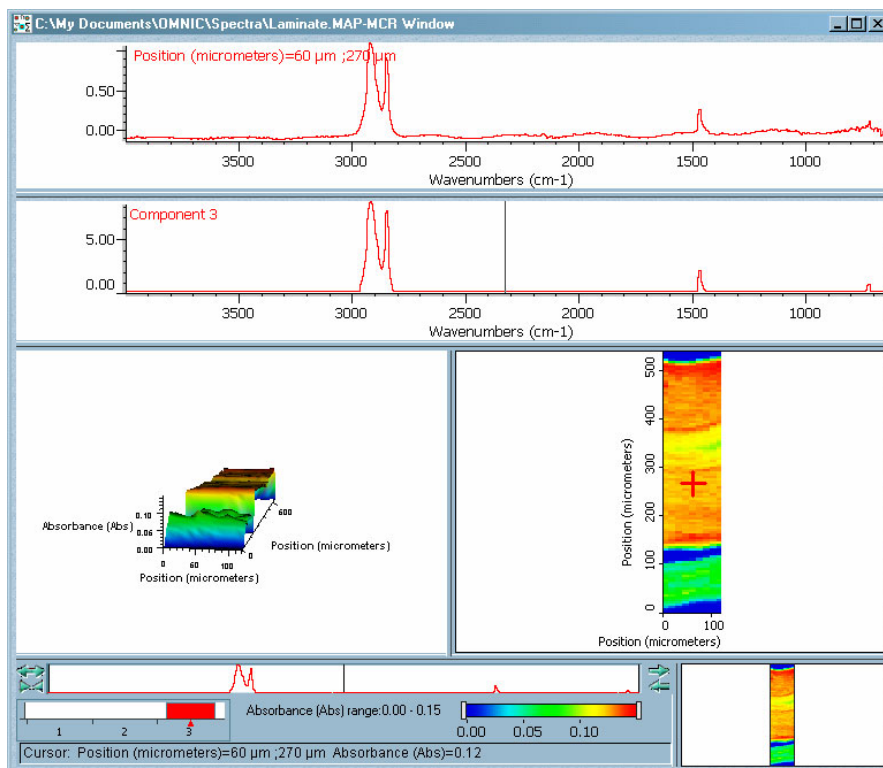 C:\My Documents\OMNIC\Spectra\Laminate.MAP-MCR Window
Position (micrometers)=60 µm ;270 µm
0.50
0.00
3500 3000 2500 2000 1500 1000
Wavenumbers (cm-1)
Component 3
5.00
0.00
3500 3000 2500 2000 1500 1000
Wavenumbers (cm-1)
Absorbance (Abs)
0.10
0.06
0.00
0 60 100
Position (micrometers)
0
600
Position (micrometers)
500
400
300
200
100
0
Position (micrometers)
0 100
Position (micrometers)
1 2 3
Absorbance (Abs) range:0.00 - 0.15
0.00 0.05 0.10
Cursor: Position (micrometers)=60 µm ;270 µm Absorbance (Abs)=0.12